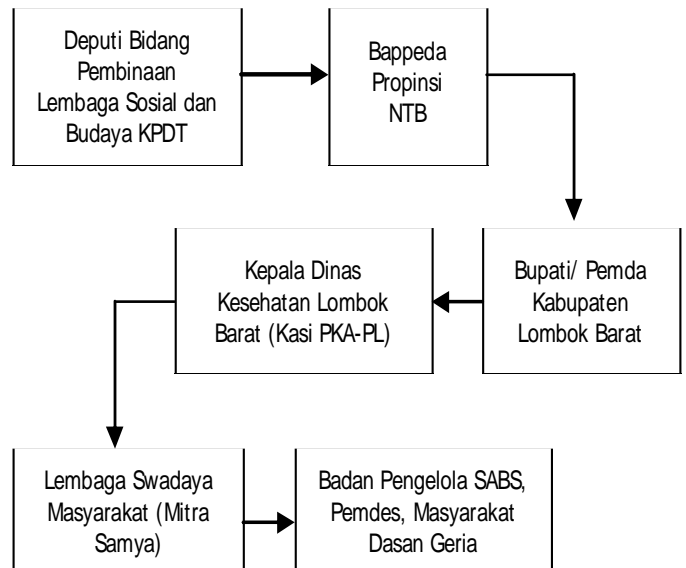 Deputi Bidang
Pembinaan
Lembaga Sosial dan
Budaya KPDT
Bappeda
Propinsi
NTB
Kepala Dinas
Kesehatan Lombok
Barat (Kasi PKA-PL)
Bupati/ Pemda
Kabupaten
Lombok Barat
Lembaga Swadaya
Masyarakat (Mitra
Samya)
Badan Pengelola SABS,
Pemdes, Masyarakat
Dasan Geria